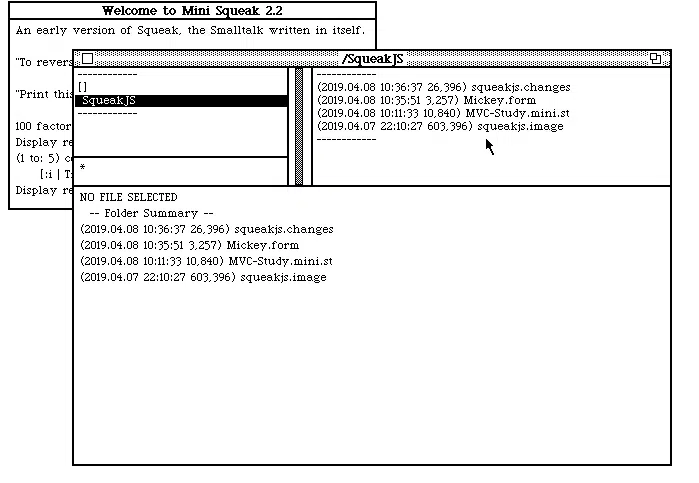 Welcome to Mini Squeak 2.2
An early version of Squeak, the Smalltalk written in itself.
"To revers
"Print this
100 factor
Display re
(1 to: 5) c
[:i | T
Display re
/SqueakJS
------------
[]
SqueakJS
------------
*
------------
(2019.04.08 10:36:37 26,396) squeakjs.changes
(2019.04.08 10:35:51 3,257) Mickey.form
(2019.04.08 10:11:33 10,840) MVC-Study.mini.st
(2019.04.07 22:10:27 603,396) squeakjs.image
------------
NO FILE SELECTED
-- Folder Summary --
(2019.04.08 10:36:37 26,396) squeakjs.changes
(2019.04.08 10:35:51 3,257) Mickey.form
(2019.04.08 10:11:33 10,840) MVC-Study.mini.st
(2019.04.07 22:10:27 603,396) squeakjs.image